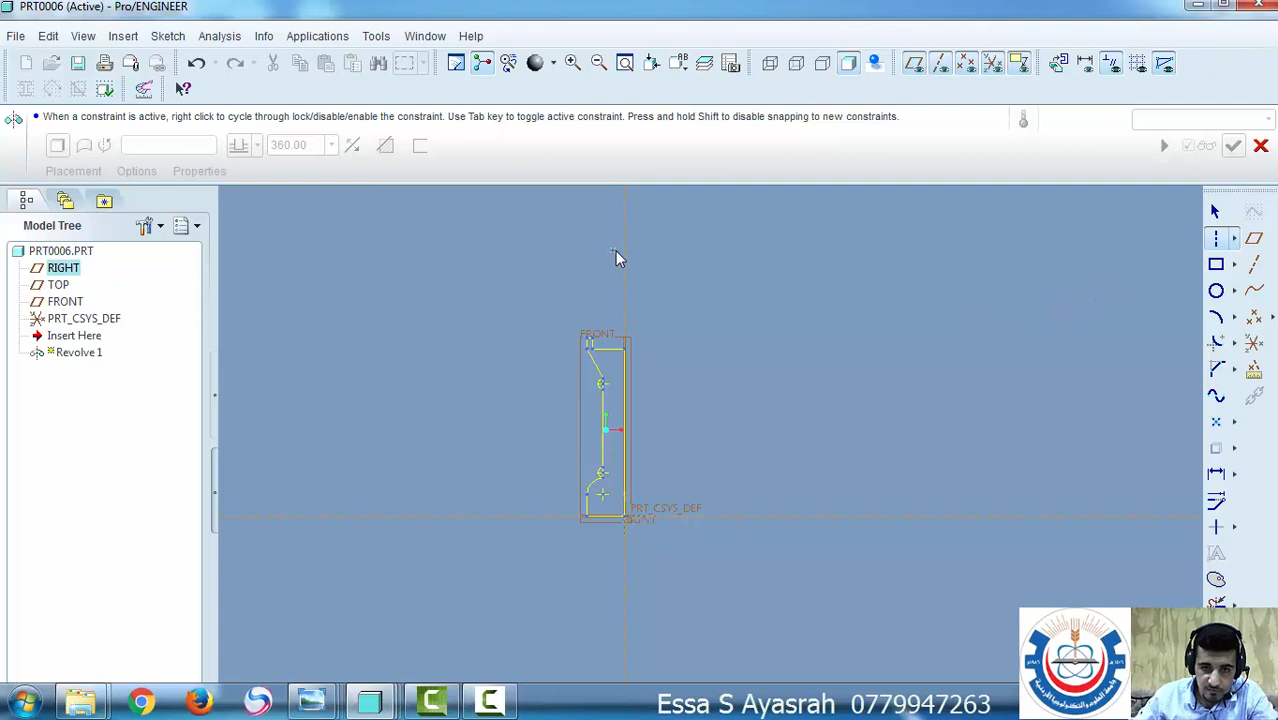 PRT0006 (Active) - Pro/ENGINEER
File Edit View Insert Sketch Analysis Info Applications Tools Window Help
When a constraint is active, right click to cycle through lock/disable/enable the constraint. Use Tab key to toggle active constraint. Press and hold Shift to disable snapping to new constraints.
360.00
Placement Options Properties
Model Tree
PRT0006.PRT
RIGHT
TOP
FRONT
PRT_CSYS_DEF
Insert Here
Revolve 1
FRONT
PRT_CSYS_DEF
Essa S Ayasrah 0779947263